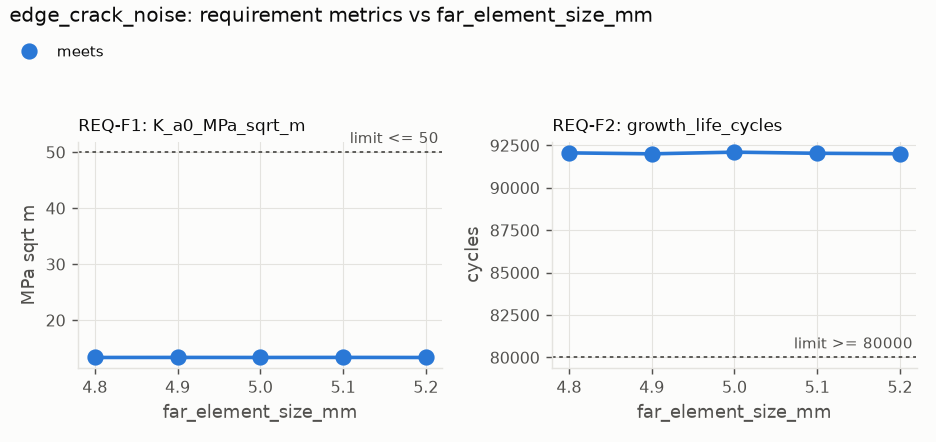 edge_crack_noise: requirement metrics vs far_element_size_mm
meets
REQ-F1: K_a0_MPa_sqrt_m
limit <= 50
50
40
30
20
MPa sqrt m
4.8 4.9 5.0 5.1 5.2
far_element_size_mm
REQ-F2: growth_life_cycles
92500
90000
87500
85000
82500
80000
cycles
limit >= 80000
4.8 4.9 5.0 5.1 5.2
far_element_size_mm